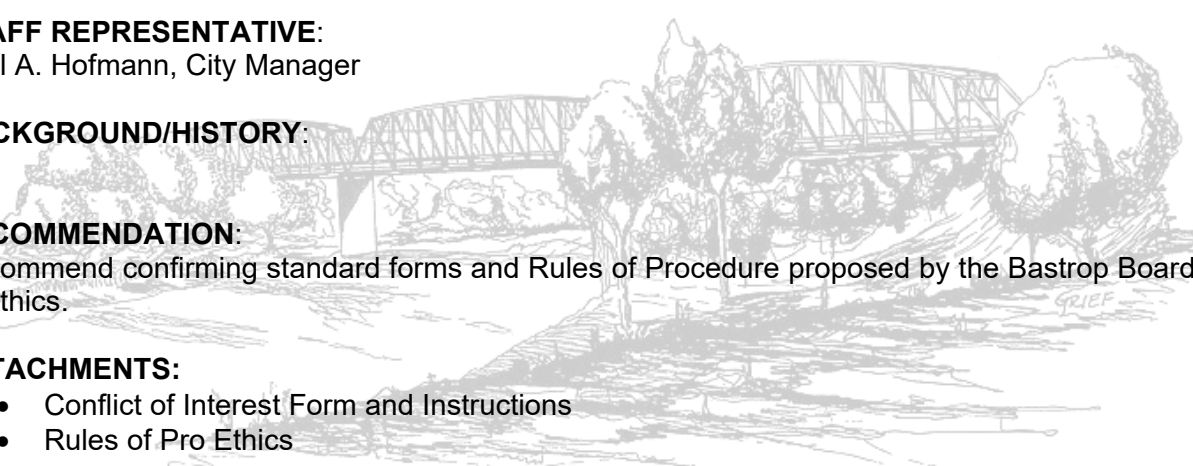 AFF REPRESENTATIVE:
l A. Hofmann, City Manager
CKGROUND/HISTORY:
COMMENDATION:
ommend confirming standard forms and Rules of Procedure proposed by the Bastrop Board
thics.
GRIEF
TACHMENTS:
• Conflict of Interest Form and Instructions
• Rules of Pro Ethics